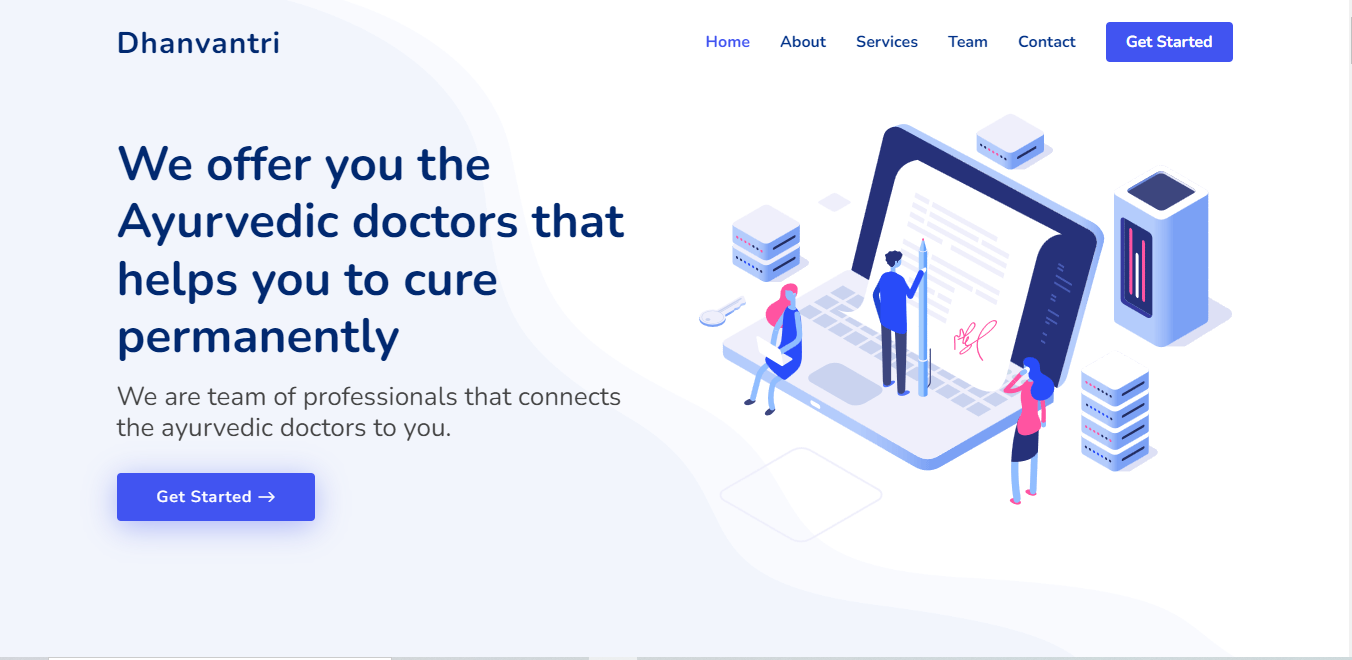 Dhanvantri
Home
About
Services
Team
Contact
Get Started
We offer you the
Ayurvedic doctors that
helps you to cure
permanently
We are team of professionals that connects
the ayurvedic doctors to you.
Get Started →